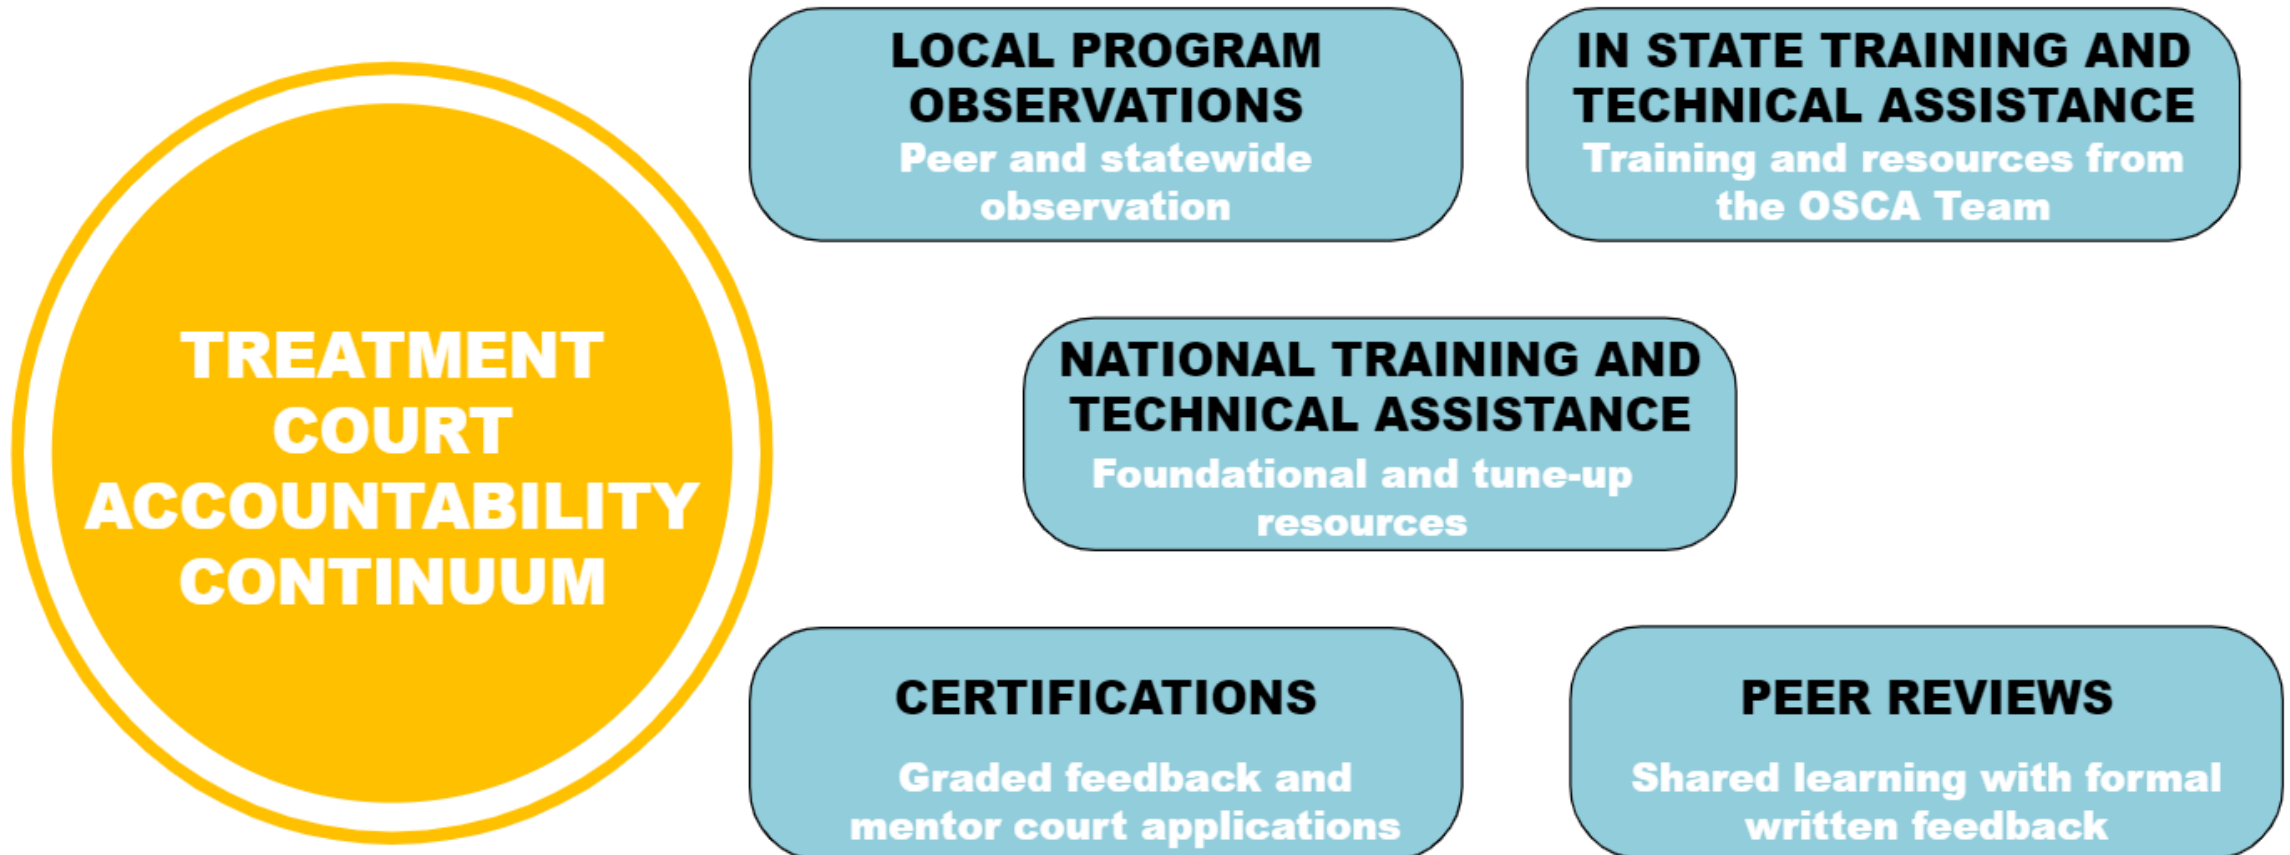 TREATMENT
COURT
ACCOUNTABILITY
CONTINUUM
LOCAL PROGRAM
OBSERVATIONS
Peer and statewide
observation
IN STATE TRAINING AND
TECHNICAL ASSISTANCE
Training and resources from
the OSCA Team
NATIONAL TRAINING AND
TECHNICAL ASSISTANCE
Foundational and tune-up
resources
CERTIFICATIONS
Graded feedback and
mentor court applications
PEER REVIEWS
Shared learning with formal
written feedback